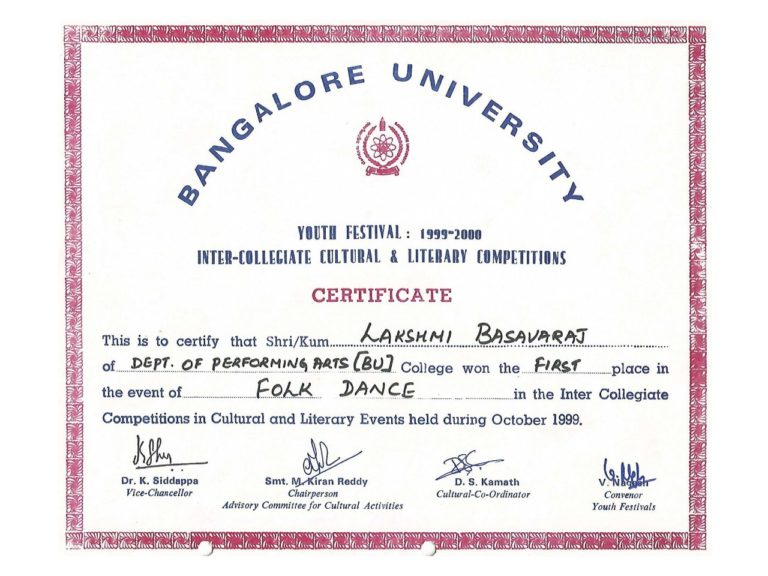 BANGALORE UNIVERSITY
YOUTH FESTIVAL : 1999-2000
INTER-COLLEGIATE CULTURAL & LITERARY COMPETITIONS
CERTIFICATE
This is to certify that Shri/Kum. LAKSHMI BASAVARAJ
of DEPT. OF PERFORMING ARTS [BU] College won the FIRST place in
the event of FOLK DANCE in the Inter Collegiate
Competitions in Cultural and Literary Events held during October 1999.
Dr. K. Siddappa
Vice-Chancellor
Smt. M. Kiran Reddy
Chairperson
Advisory Committee for Cultural Activities
D. S. Kamath
Cultural-Co-Ordinator
V.
Convenor
Youth Festivals